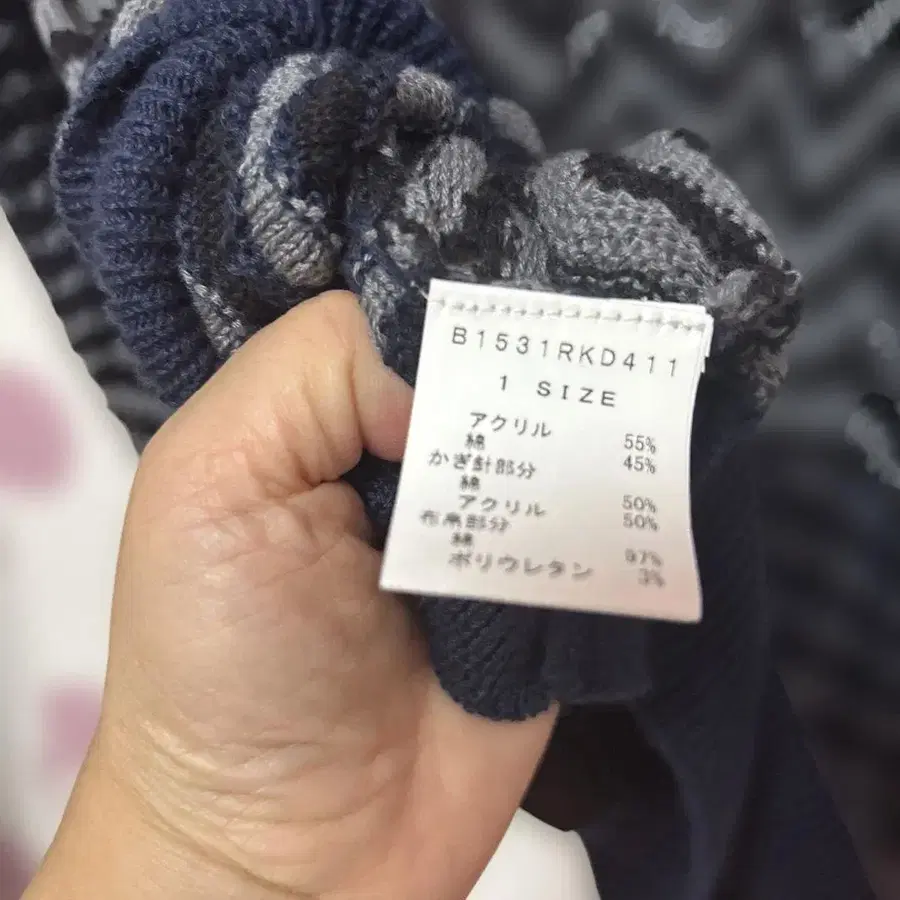 B1531RKD411
1 SIZE
アクリル 55%
綿 45%
かぎ針部分
綿 50%
アクリル 50%
布帛部分
綿 97%
ポリウレタン 3%